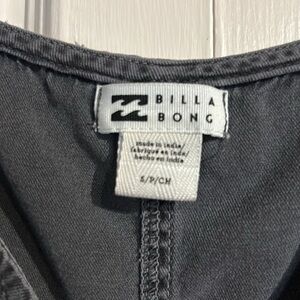 BILLA
BONG
made in india/
fabriqué en inde/
hecho en india
S/P/CH